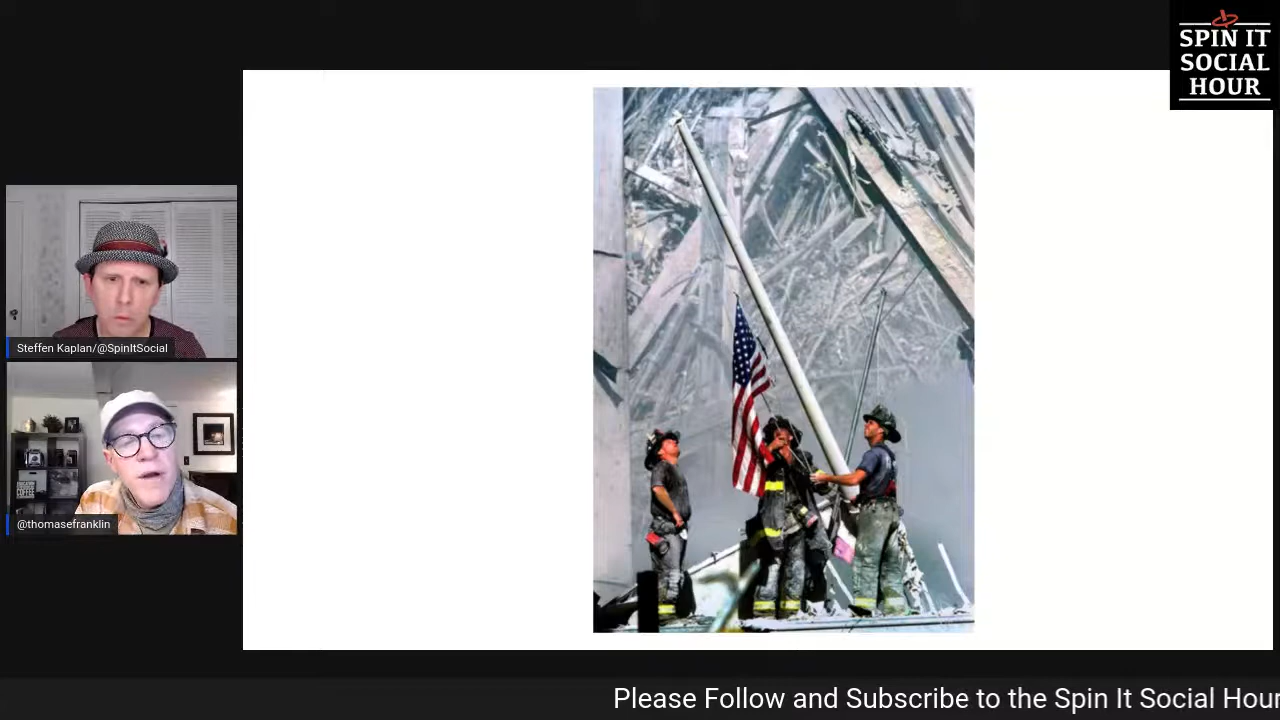 SPIN IT
SOCIAL
HOUR
Steffen Kaplan/@SpinItSocial
@thomasefranklin
Please Follow and Subscribe to the Spin It Social Hour